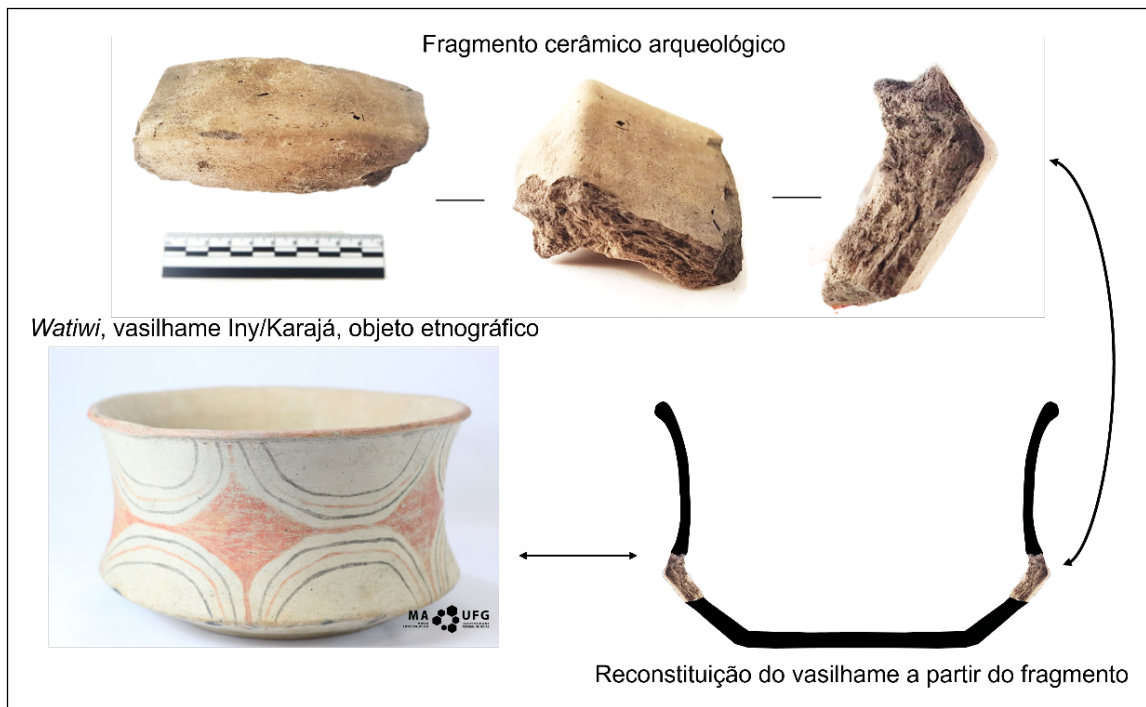 Fragmento cerâmico arqueológico
Watiwi, vasilhame Iny/Karajá, objeto etnográfico
MA UFG
Reconstituição do vasilhame a partir do fragmento